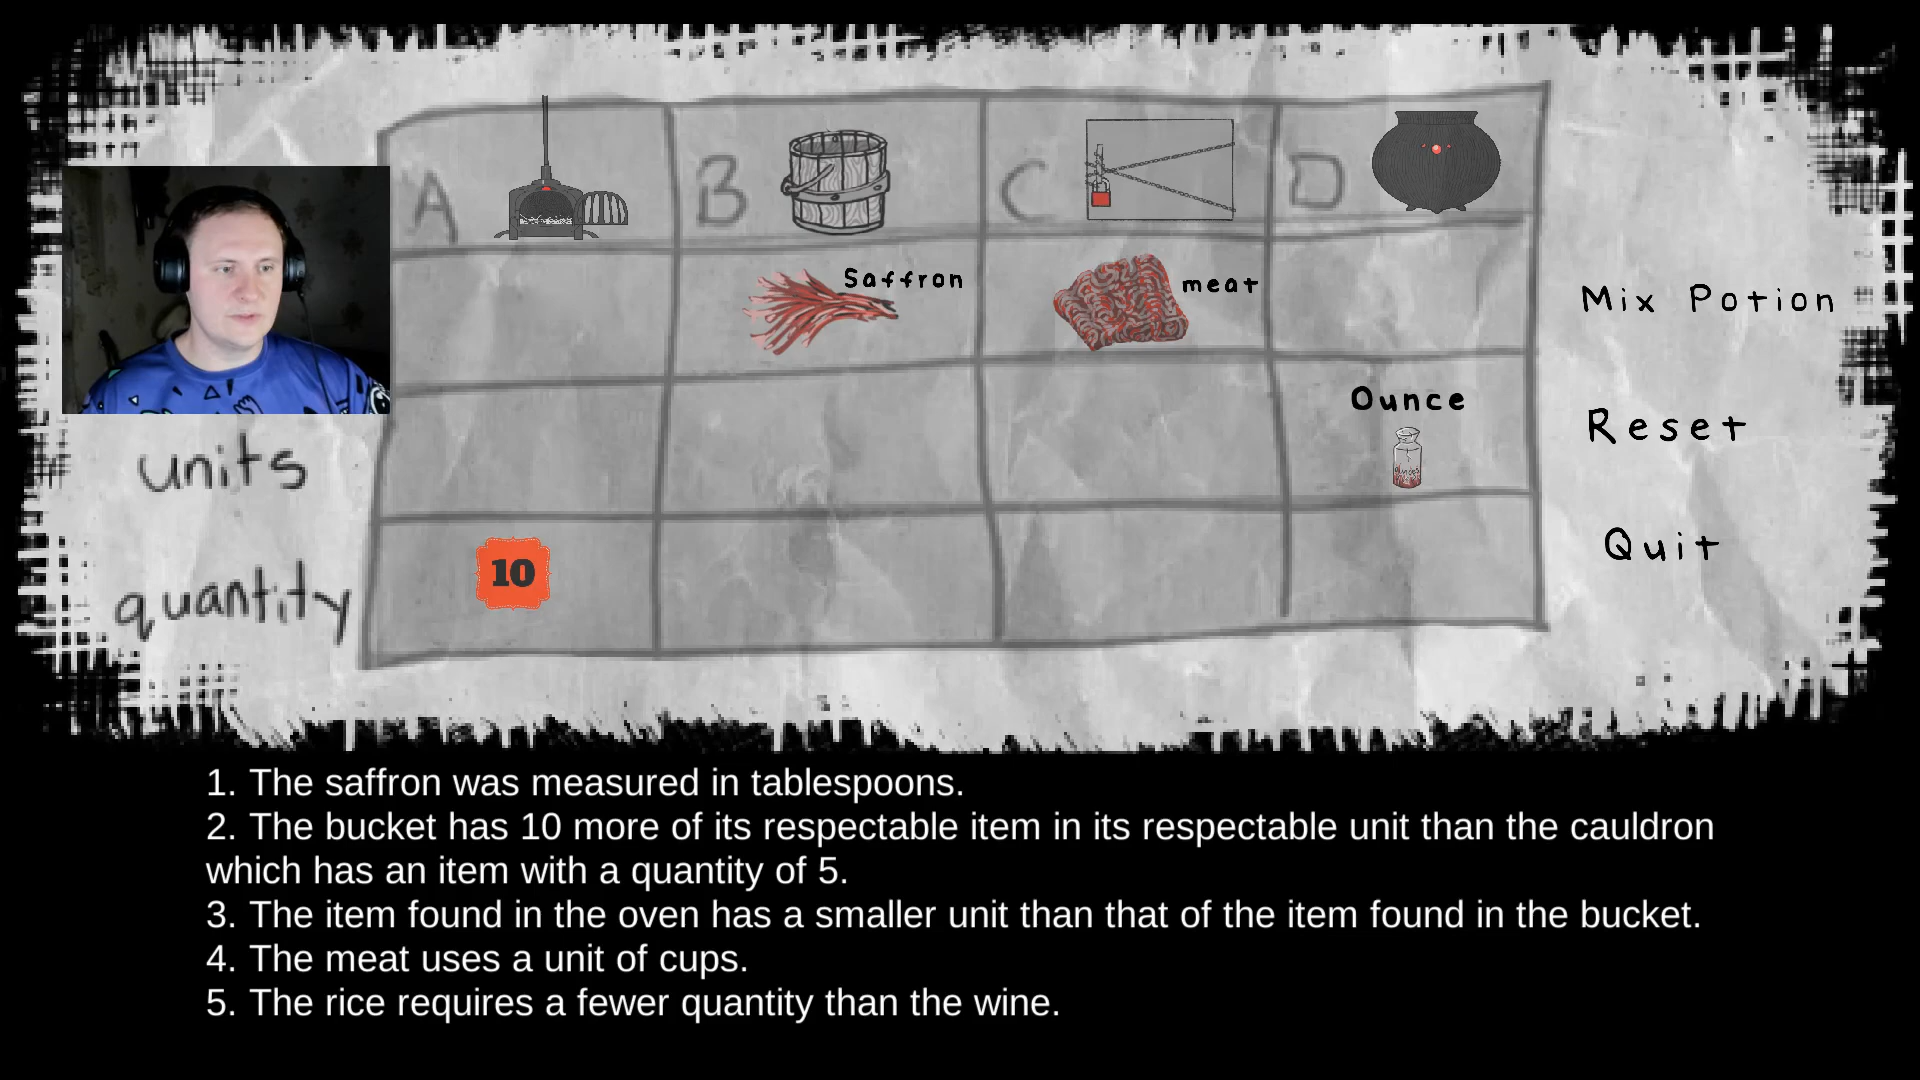 A B C D
Saffron meat
Mix Potion
Ounce
Reset
units
Quit
10
quantity
1. The saffron was measured in tablespoons.
2. The bucket has 10 more of its respectable item in its respectable unit than the cauldron
which has an item with a quantity of 5.
3. The item found in the oven has a smaller unit than that of the item found in the bucket.
4. The meat uses a unit of cups.
5. The rice requires a fewer quantity than the wine.